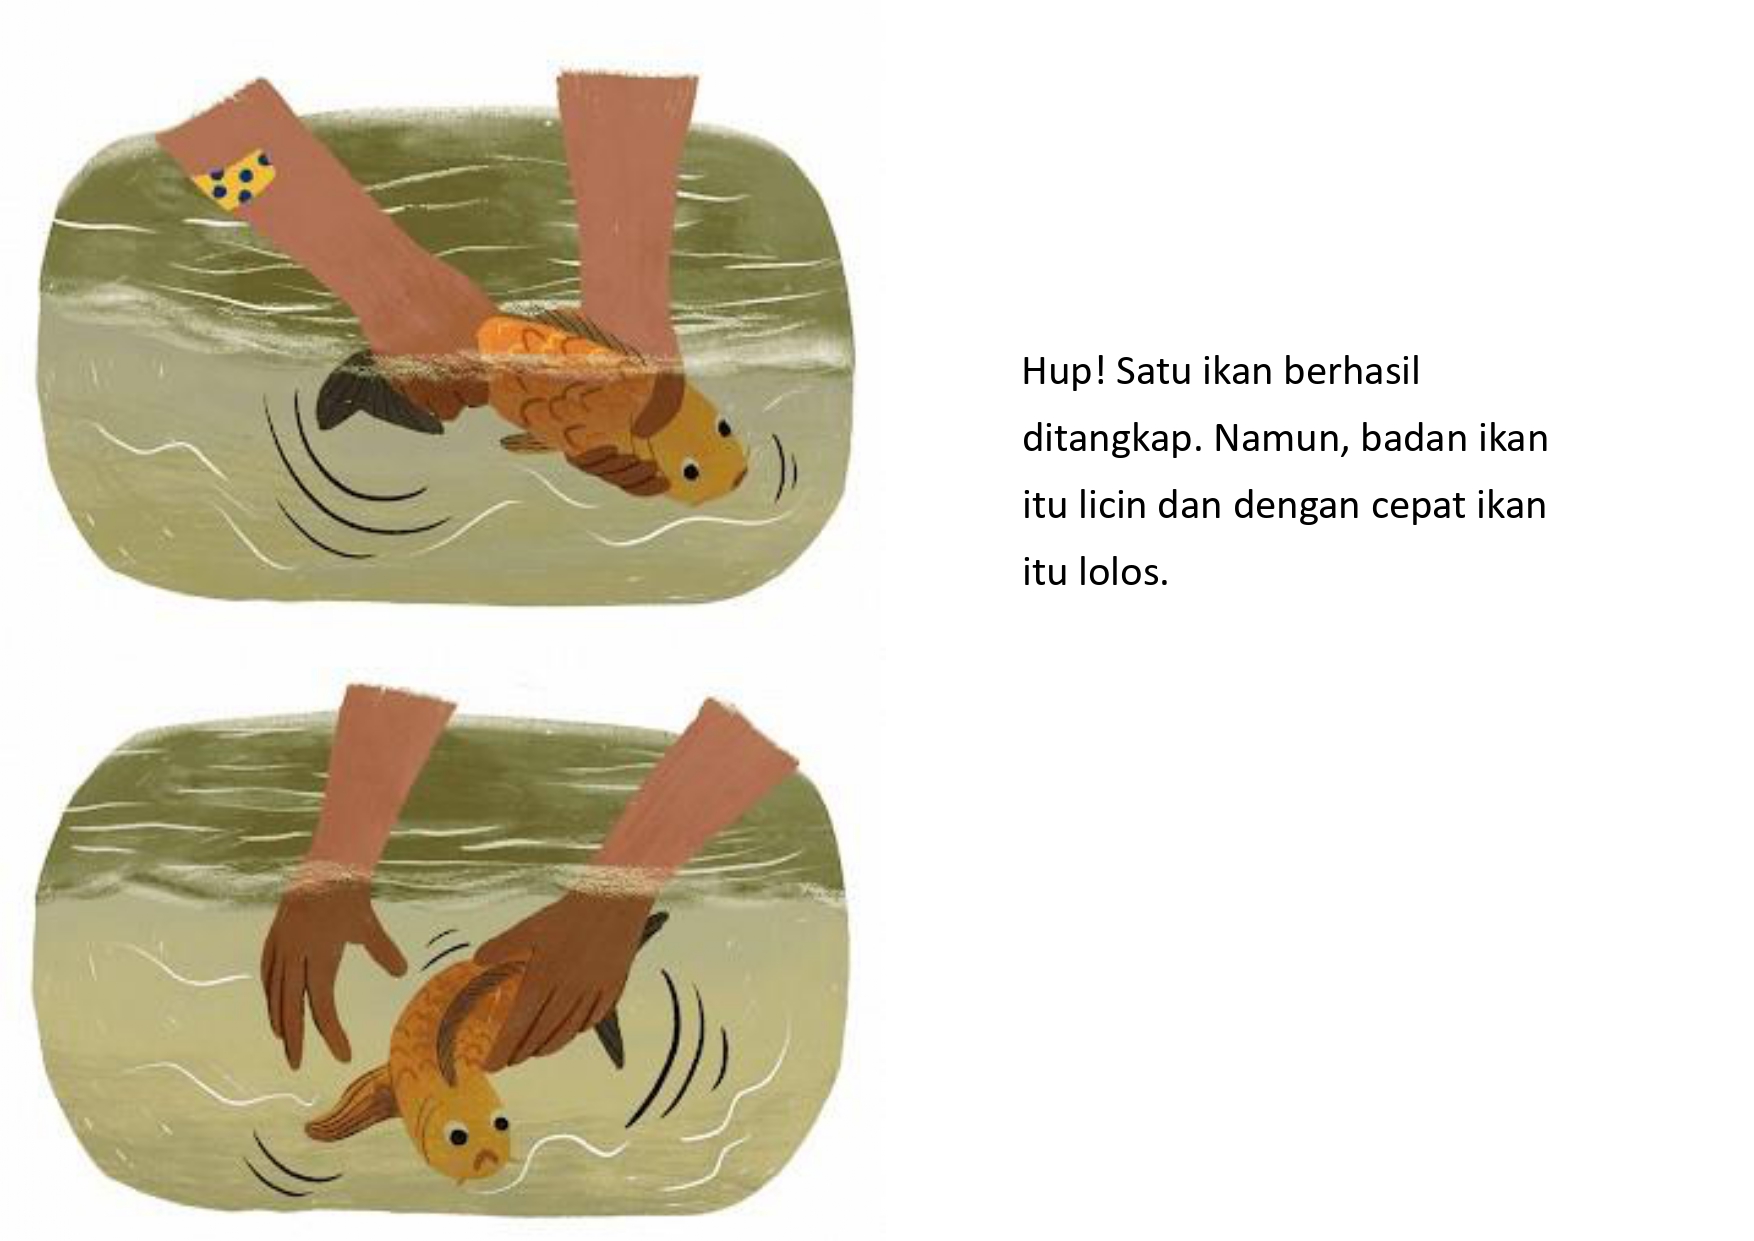 Hup! Satu ikan berhasil
ditangkap. Namun, badan ikan
itu licin dan dengan cepat ikan
itu lolos.